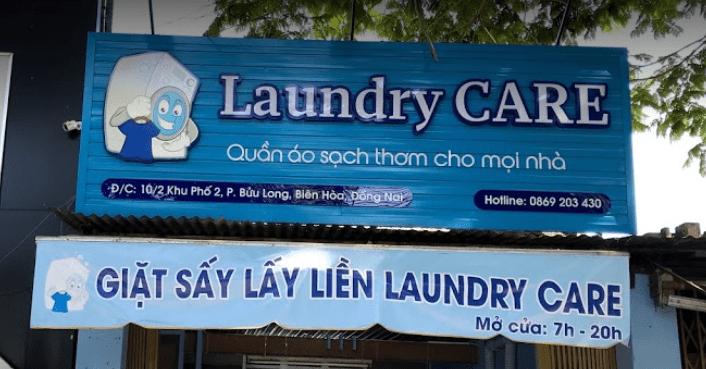 Laundry CARE
Quần áo sạch thơm cho mọi nhà
Đ/C: 10/2 Khu Phố 2, P. Bửu Long, Biên Hòa, Đồng Nai
Hotline: 0869 203 430
GIẶT SẤY LẤY LIỀN LAUNDRY CARE
Mở cửa: 7h - 20h